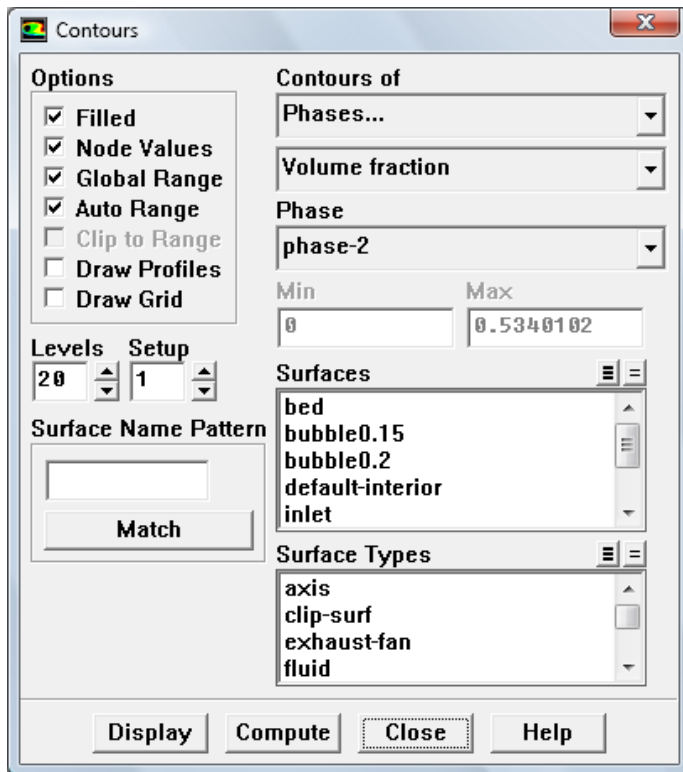 Contours
Options
Filled
Node Values
Global Range
Auto Range
Clip to Range
Draw Profiles
Draw Grid
Levels Setup
20 1
Surface Name Pattern
Match
Contours of
Phases...
Volume fraction
Phase
phase-2
Min Max
0 0.5340102
Surfaces
bed
bubble0.15
bubble0.2
default-interior
inlet
Surface Types
axis
clip-surf
exhaust-fan
fluid
Display Compute Close Help